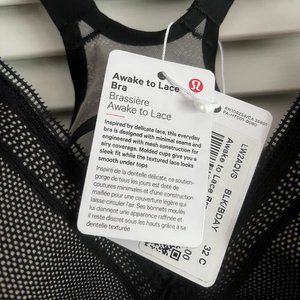 Awake to Lace
Bra
Brassière
Awake to Lace
Inspired by delicate lace, this everyday
bra is designed with minimal seams and
engineered with mesh construction for
airy coverage. Molded cups give you a
sleek fit while the textured lace looks
smooth under tops
Inspiré de la dentelle délicate, ce soutien-
gorge de tous les jours est doté de
coutures minimales et d'une construction
maillée pour une couverture légère qui
laisse circuler l'air. Ses bonnets moulés
lui donnent une apparence raffinée et
il reste discret sous les hauts grâce à sa
dentelle texturée
LW2AQVS
BLK/BDAY
32 C
Awake to Lace Bra